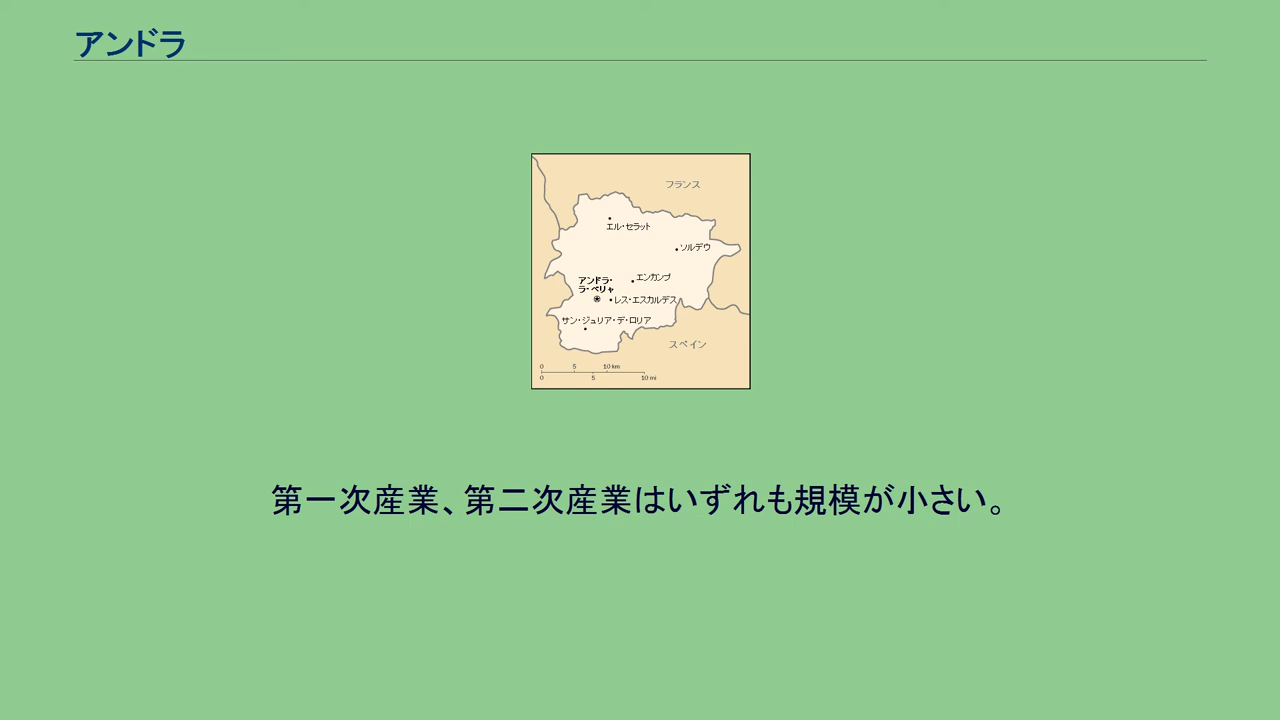 アンドラ
フランス
エル・セラット
ソルデウ
エンカンプ
アンドラ・
ラ・ベリャ
レス・エスカルデス
サン・ジュリア・デ・ロリア
スペイン
0 5 10 km
0 5 10 mi
第一次産業、第二次産業はいずれも規模が小さい。